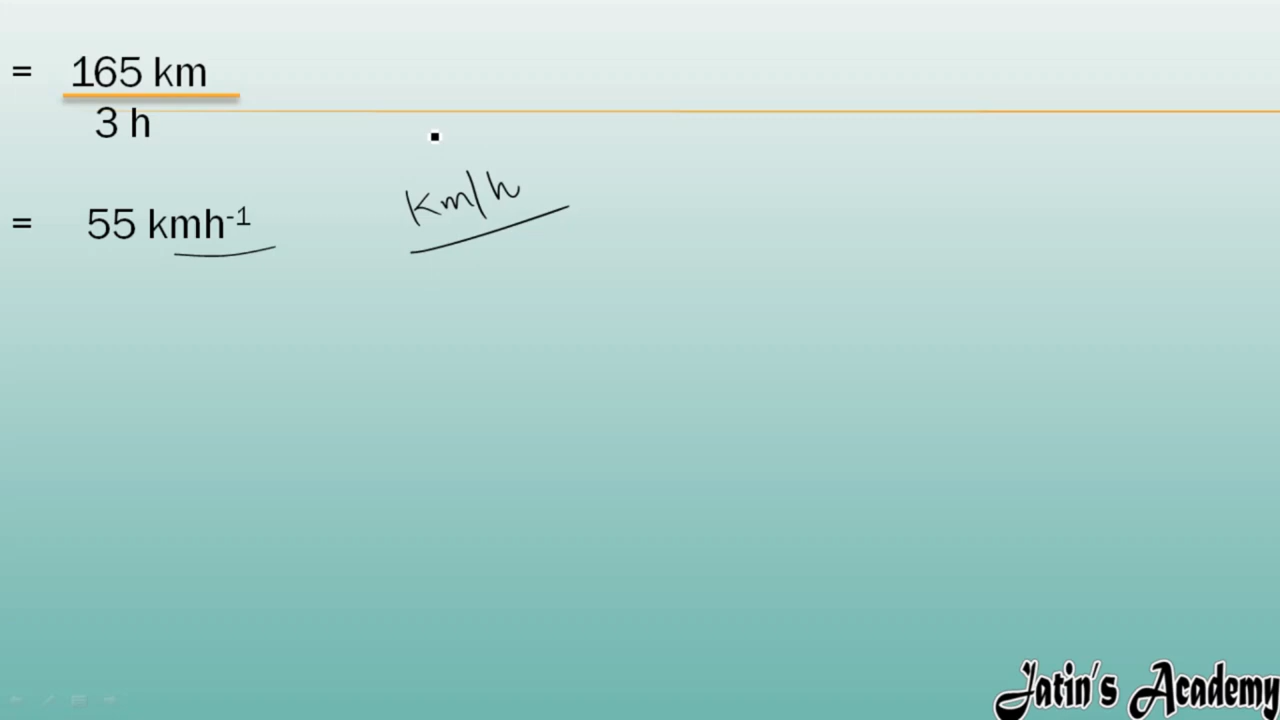 = 165 km
3 h
= 55 kmh⁻¹
Km/h
Jatin's Academy